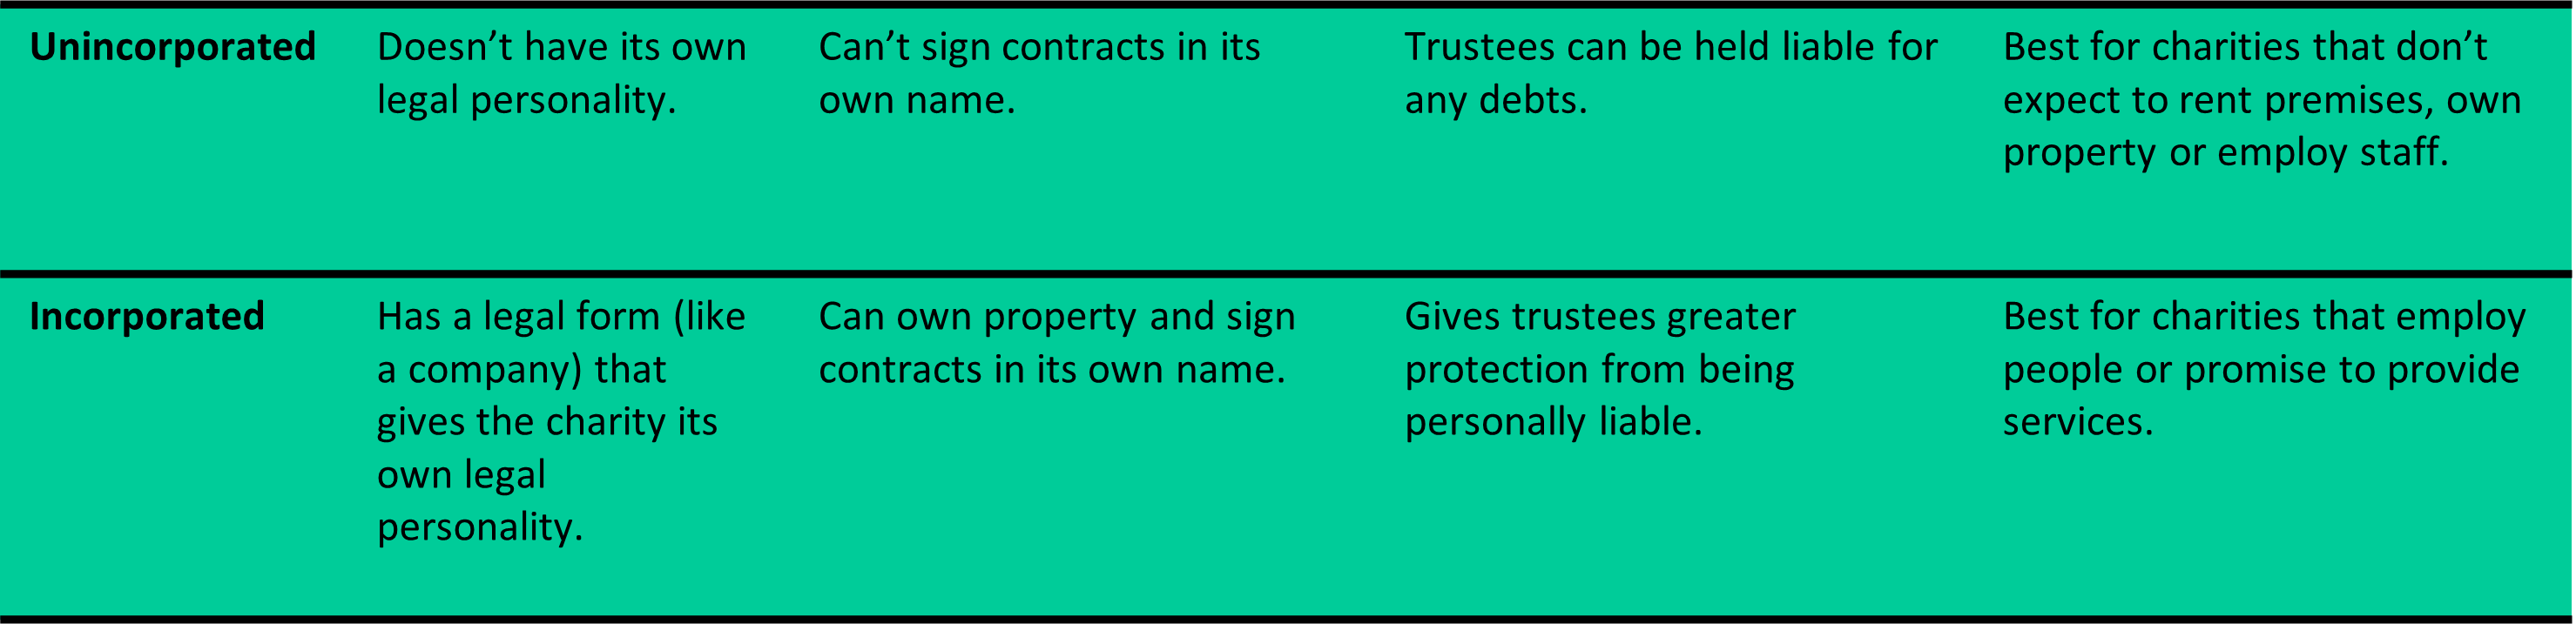 Unincorporated
Doesn’t have its own
legal personality.
Can’t sign contracts in its
own name.
Trustees can be held liable for
any debts.
Best for charities that don’t
expect to rent premises, own
property or employ staff.
Incorporated
Has a legal form (like
a company) that
gives the charity its
own legal
personality.
Can own property and sign
contracts in its own name.
Gives trustees greater
protection from being
personally liable.
Best for charities that employ
people or promise to provide
services.